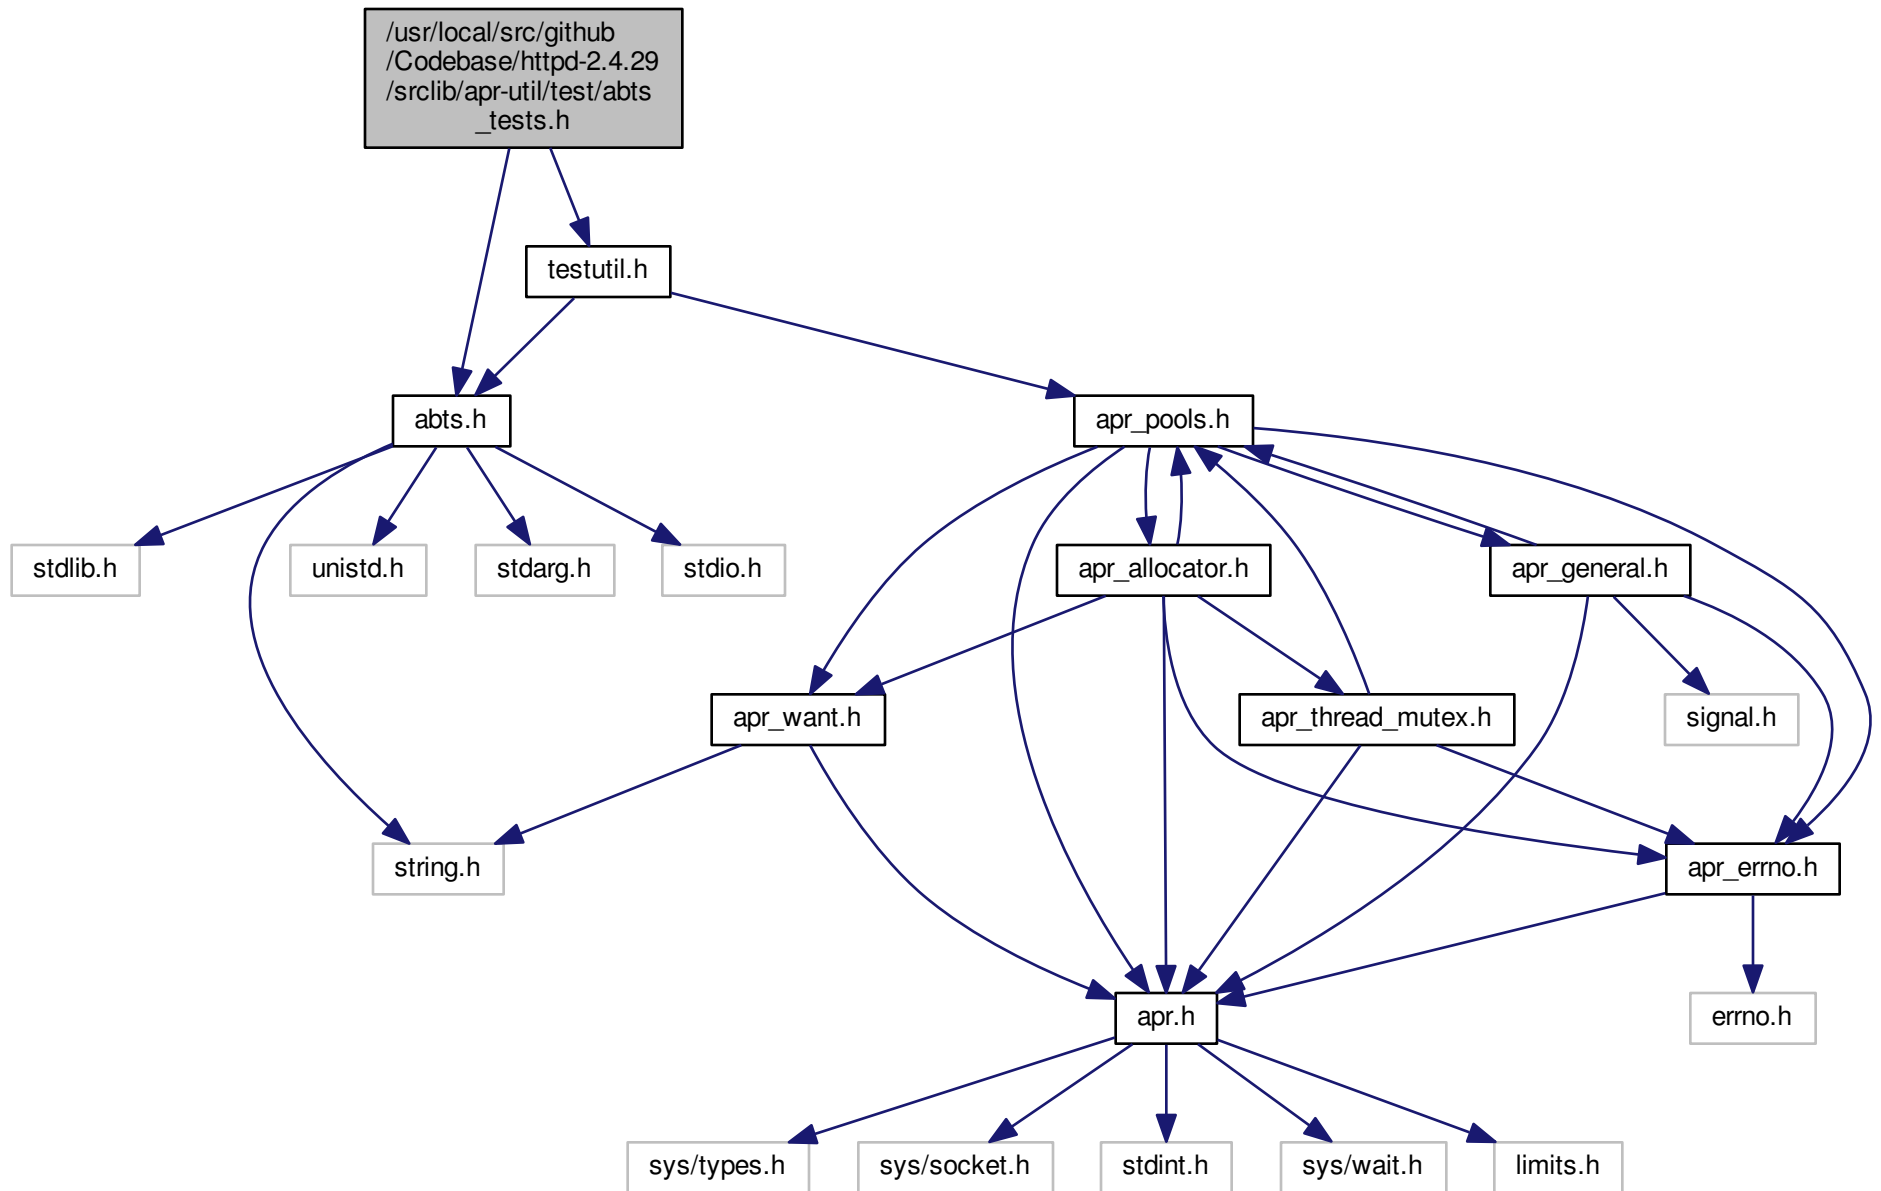 /usr/local/src/github
/Codebase/httpd-2.4.29
/srclib/apr-util/test/abts
_tests.h
testutil.h
abts.h
apr_pools.h
stdlib.h
unistd.h
stdarg.h
stdio.h
apr_allocator.h
apr_general.h
apr_want.h
apr_thread_mutex.h
signal.h
string.h
apr_errno.h
apr.h
errno.h
sys/types.h
sys/socket.h
stdint.h
sys/wait.h
limits.h